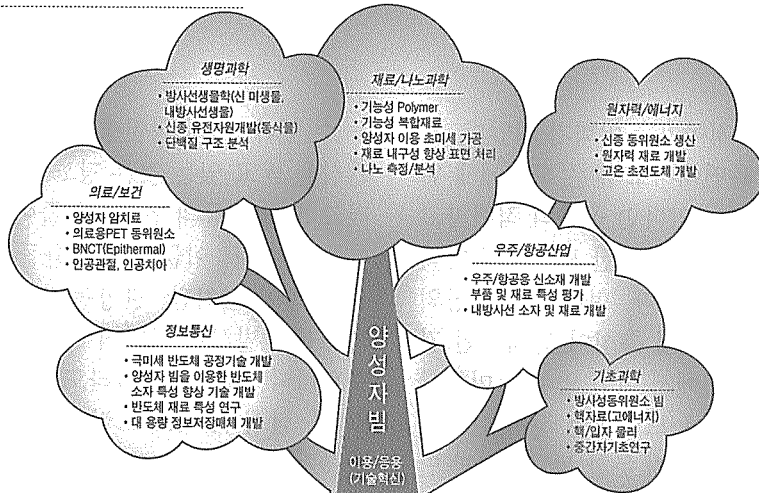 생명과학
• 방사선생물학(신 미생물,
내방사선생물)
• 신종 유전자원개발(동식물)
• 단백질 구조 분석
재료/나노과학
• 기능성 Polymer
• 기능성 복합재료
• 양성자 이용 초미세 가공
• 재료 내구성 향상 표면 처리
• 나노 측정/분석
원자력/에너지
• 신종 동위원소 생산
• 원자력 재료 개발
• 고온 초전도체 개발
의료/보건
• 양성자 암치료
• 의료용PET 동위원소
• BNCT(Epithermal)
• 인공관절, 인공치아
우주/항공산업
• 우주/항공용 신소재 개발
부품 및 재료 특성 평가
• 내방사선 소자 및 재료 개발
정보통신
• 극미세 반도체 공정기술 개발
• 양성자 빔을 이용한 반도체
소자 특성 향상 기술 개발
• 반도체 재료 특성 연구
• 대 용량 정보저장매체 개발
기초과학
• 방사성동위원소 빔
• 핵자료(고에너지)
• 핵/입자 물리
• 중간자기초연구
양성자빔
이용/응용
(기술혁신)